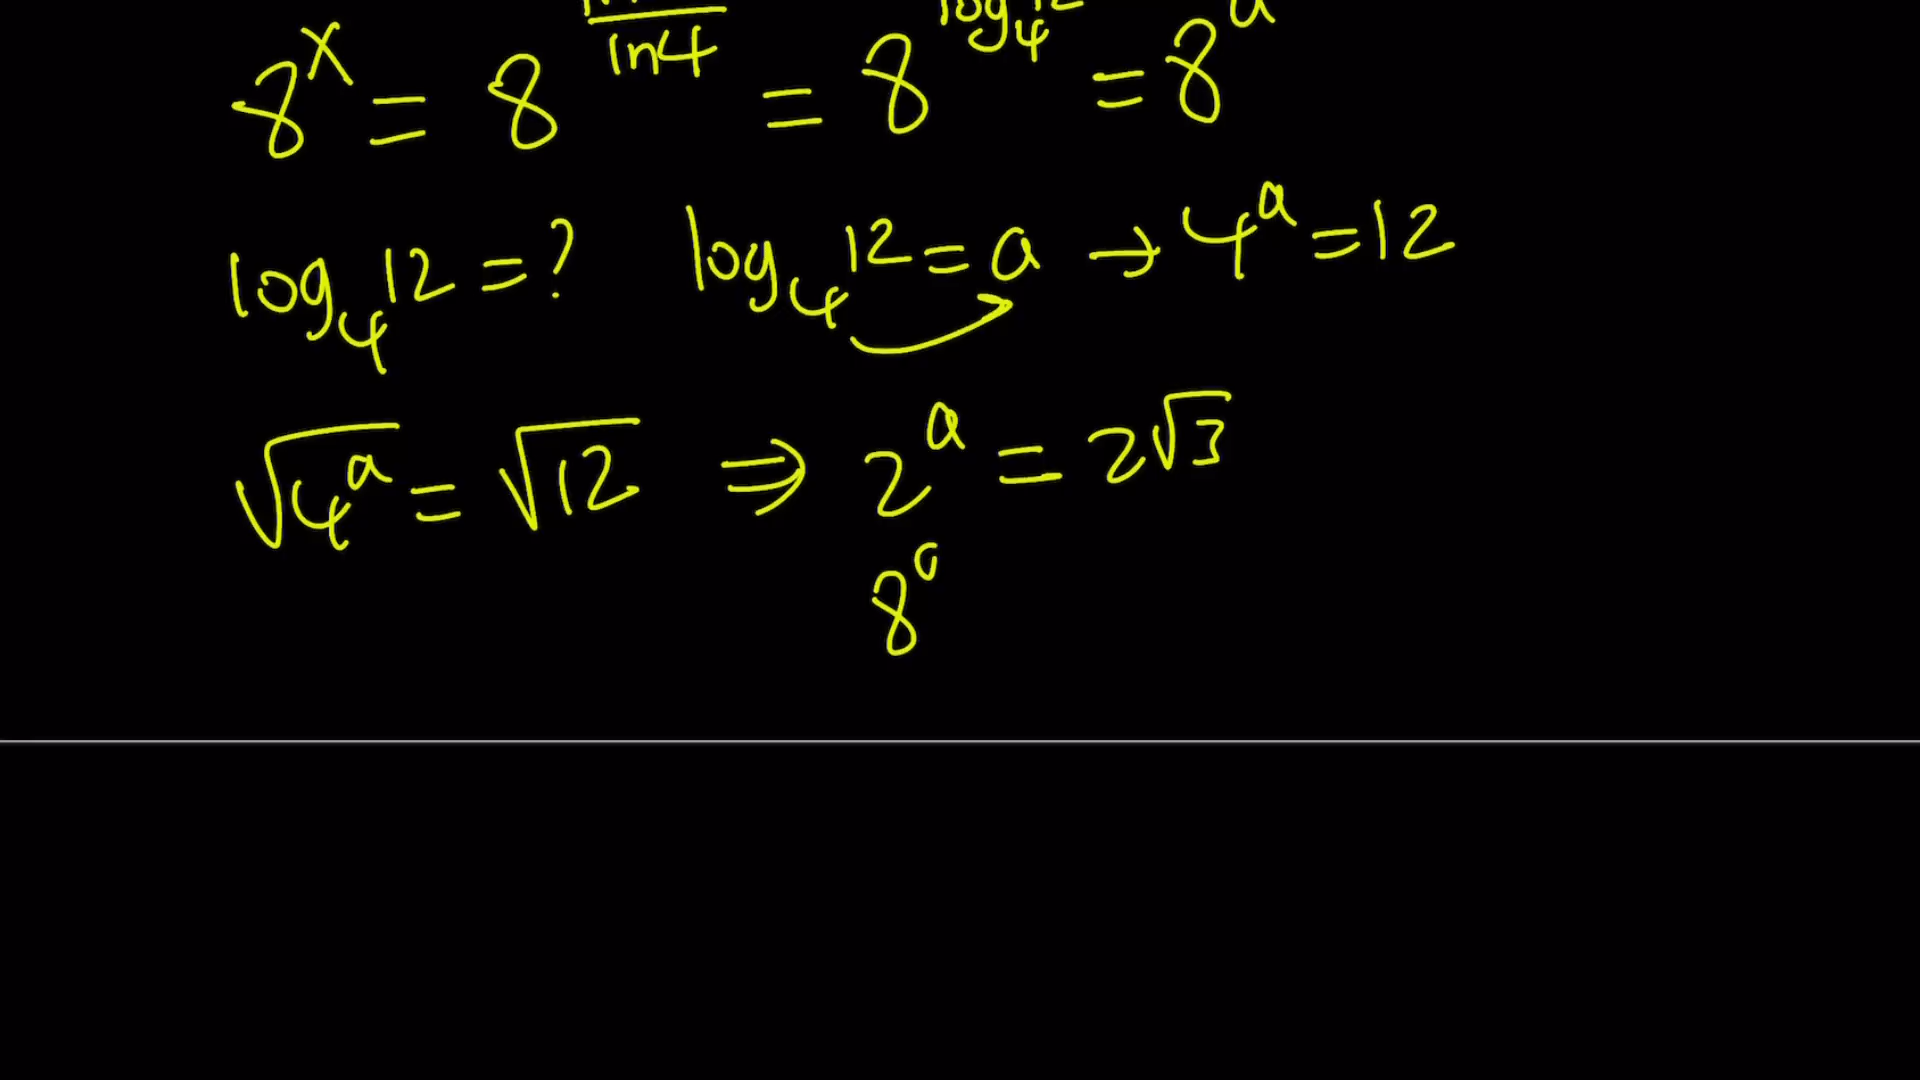 8^x = 8^{/ln4} = 8^{log_4 12} = 8^a
log_4 12 = ? log_4 12 = a → 4^a = 12
√4^a = √12 ⇒ 2^a = 2√3
8